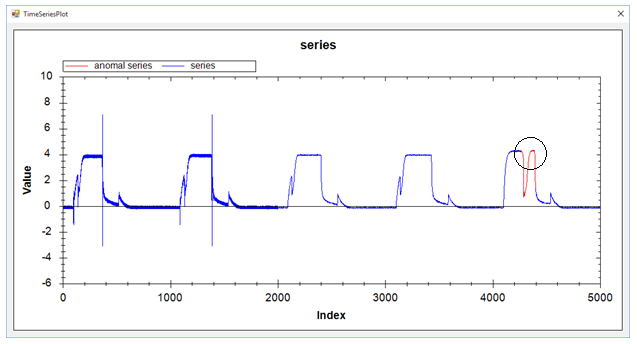 TimeSeriesPlot
series
anomal series series
10
8
6
4
2
0
-2
-4
-6
Value
0 1000 2000 3000 4000 5000
Index